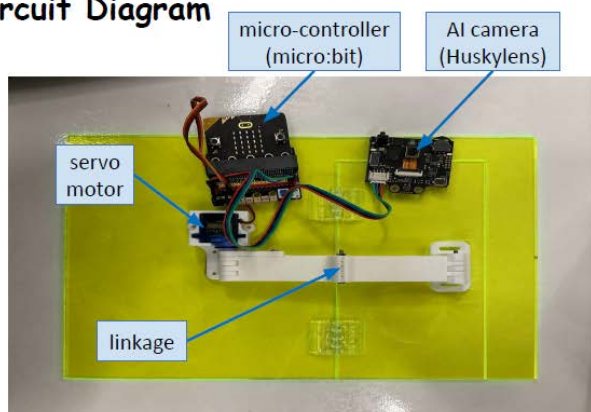 rcuit Diagram
micro-controller
(micro:bit)
AI camera
(Huskylens)
servo
motor
linkage